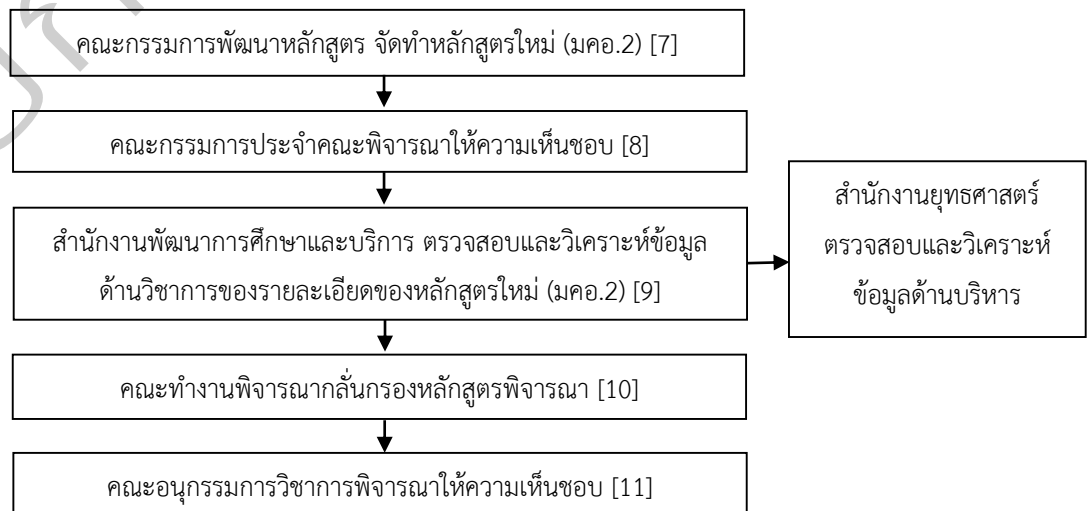 คณะกรรมการพัฒนาหลักสูตร จัดทำหลักสูตรใหม่ (มคอ.2) [7]
คณะกรรมการประจำคณะพิจารณาให้ความเห็นชอบ [8]
สำนักงานพัฒนาการศึกษาและบริการ ตรวจสอบและวิเคราะห์ข้อมูล
ด้านวิชาการของรายละเอียดของหลักสูตรใหม่ (มคอ.2) [9]
สำนักงานยุทธศาสตร์
ตรวจสอบและวิเคราะห์
ข้อมูลด้านบริหาร
คณะทำงานพิจารณากลั่นกรองหลักสูตรพิจารณา [10]
คณะอนุกรรมการวิชาการพิจารณาให้ความเห็นชอบ [11]